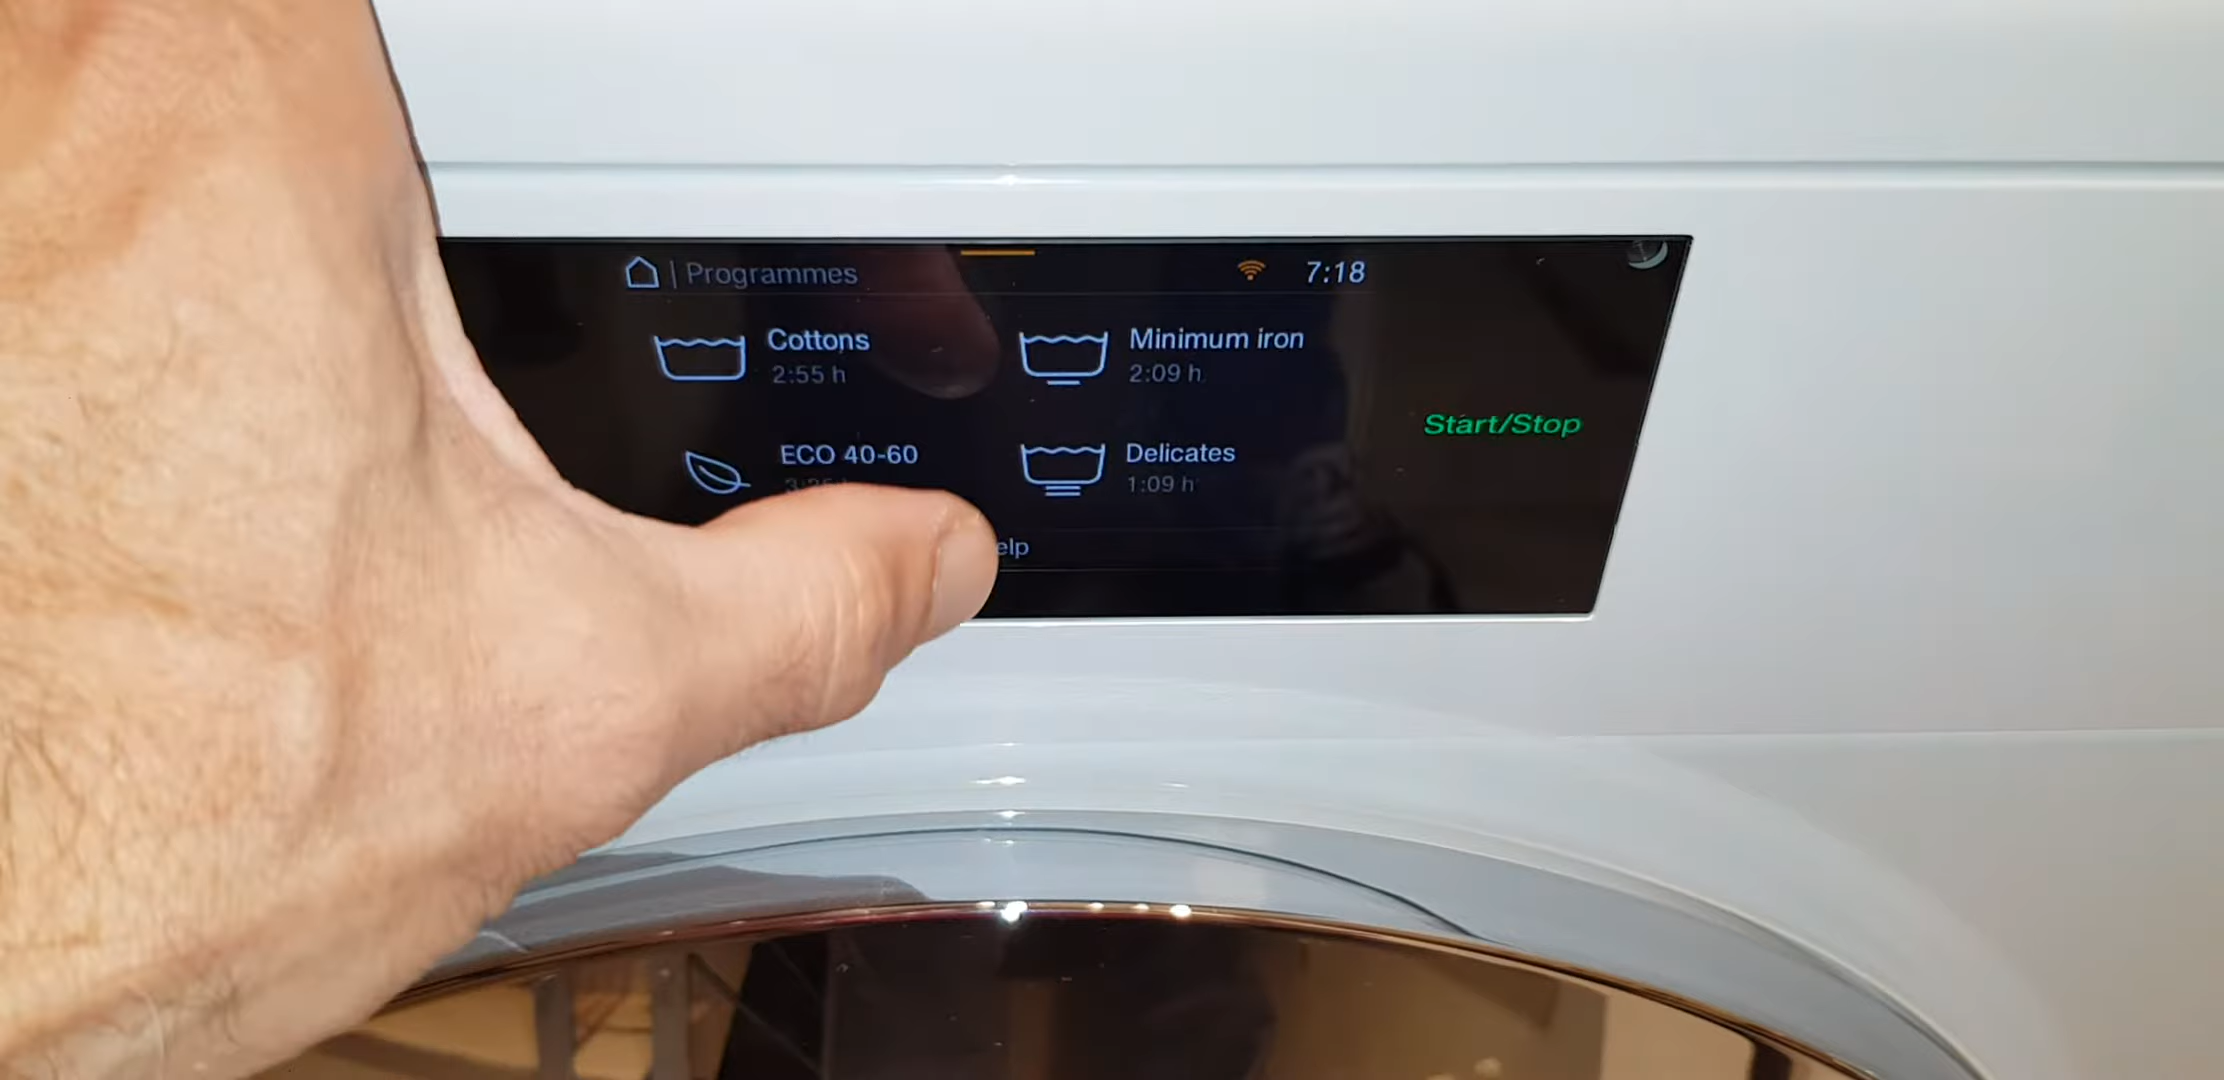 | Programmes
7:18
Cottons
2:55 h
Minimum iron
2:09 h
ECO 40-60
Delicates
1:09 h
Start/Stop
elp